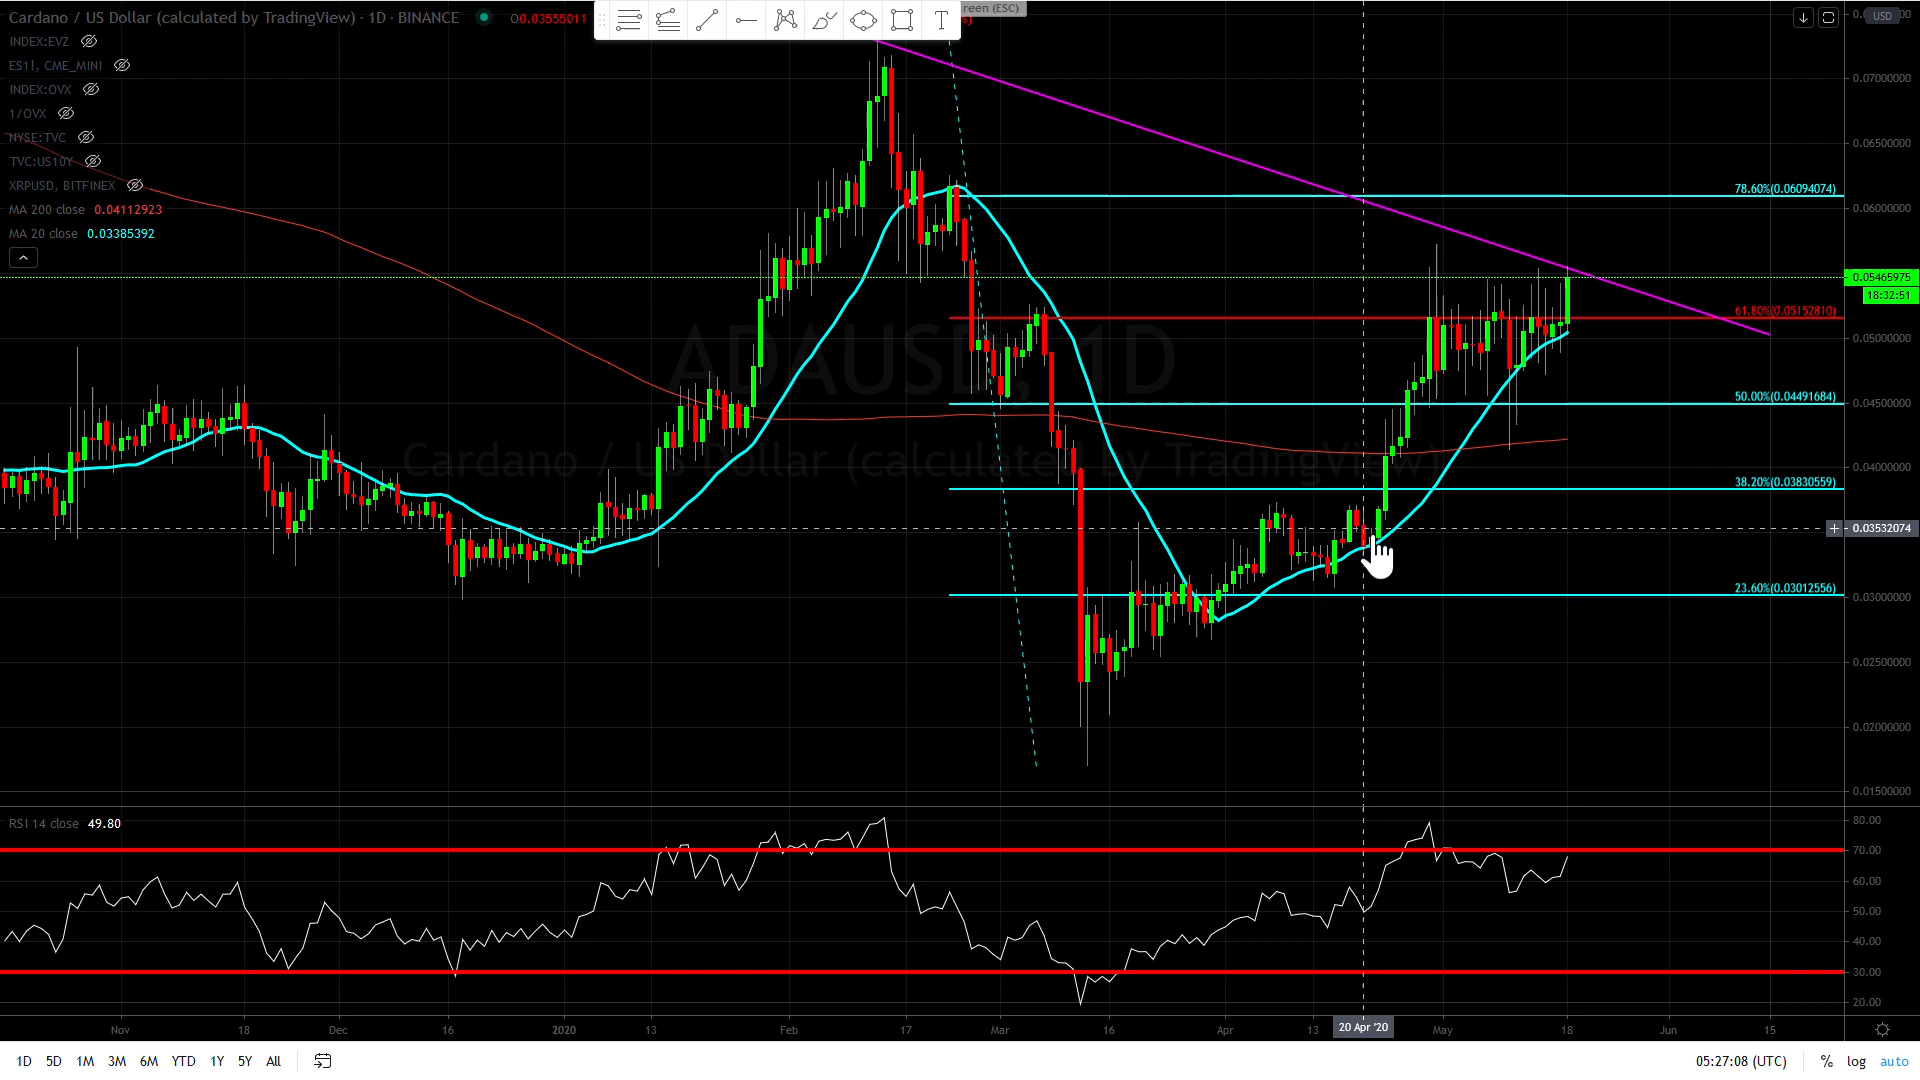 Cardano / US Dollar (calculated by TradingView) · 1D · BINANCE
O0.03555011
reen (ESC)
%)
INDEX:EVZ
ES1!, CME_MINI
INDEX:OVX
1/OVX
NYSE:TVC
TVC:US10Y
XRPUSD, BITFINEX
MA 200 close 0.04112923
MA 20 close 0.03385392
ADAUSD, 1D
Cardano / US Dollar (calculated by TradingView)
USD
0.07000000
0.06500000
0.06000000
0.05465975
18:32:51
0.05000000
0.04500000
0.04000000
0.03532074
0.03000000
0.02500000
0.02000000
0.01500000
78.60%(0.06094074)
61.80%(0.05152810)
50.00%(0.04491684)
38.20%(0.03830559)
23.60%(0.03012556)
RSI 14 close 49.80
80.00
70.00
60.00
50.00
40.00
30.00
20.00
Nov 18 Dec 16 2020 13 Feb 17 Mar 16 Apr 13 20 Apr '20 May 18 Jun 15
1D 5D 1M 3M 6M YTD 1Y 5Y All
05:27:08 (UTC) % log auto